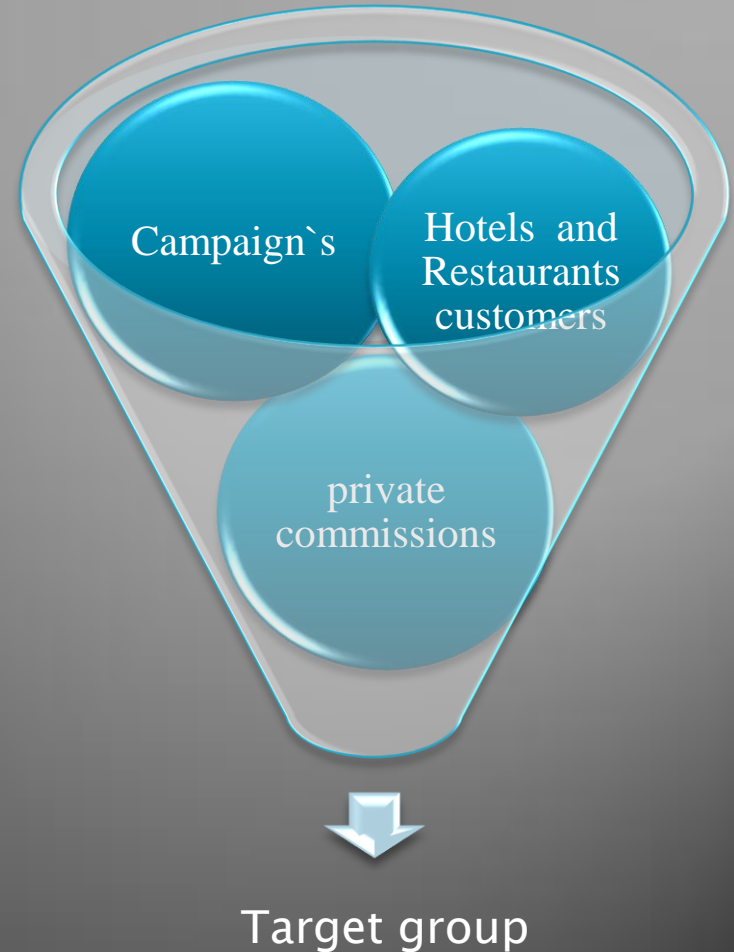 Campaign`s
Hotels and
Restaurants
customers
private
commissions
Target group